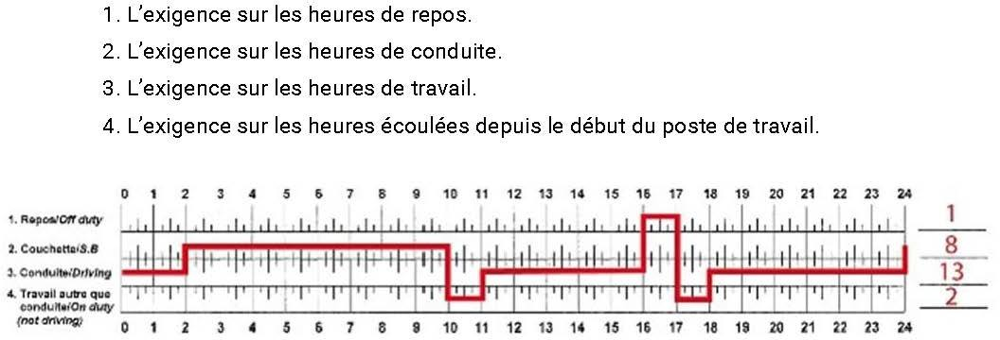 1. L’exigence sur les heures de repos.
2. L’exigence sur les heures de conduite.
3. L’exigence sur les heures de travail.
4. L’exigence sur les heures écoulées depuis le début du poste de travail.
0 1 2 3 4 5 6 7 8 9 10 11 12 13 14 15 16 17 18 19 20 21 22 23 24
1. Repos/Off duty 1
2. Couchette/S.B 8
3. Conduite/Driving 13
4. Travail autre que 2
conduite/On duty
(not driving)
0 1 2 3 4 5 6 7 8 9 10 11 12 13 14 15 16 17 18 19 20 21 22 23 24